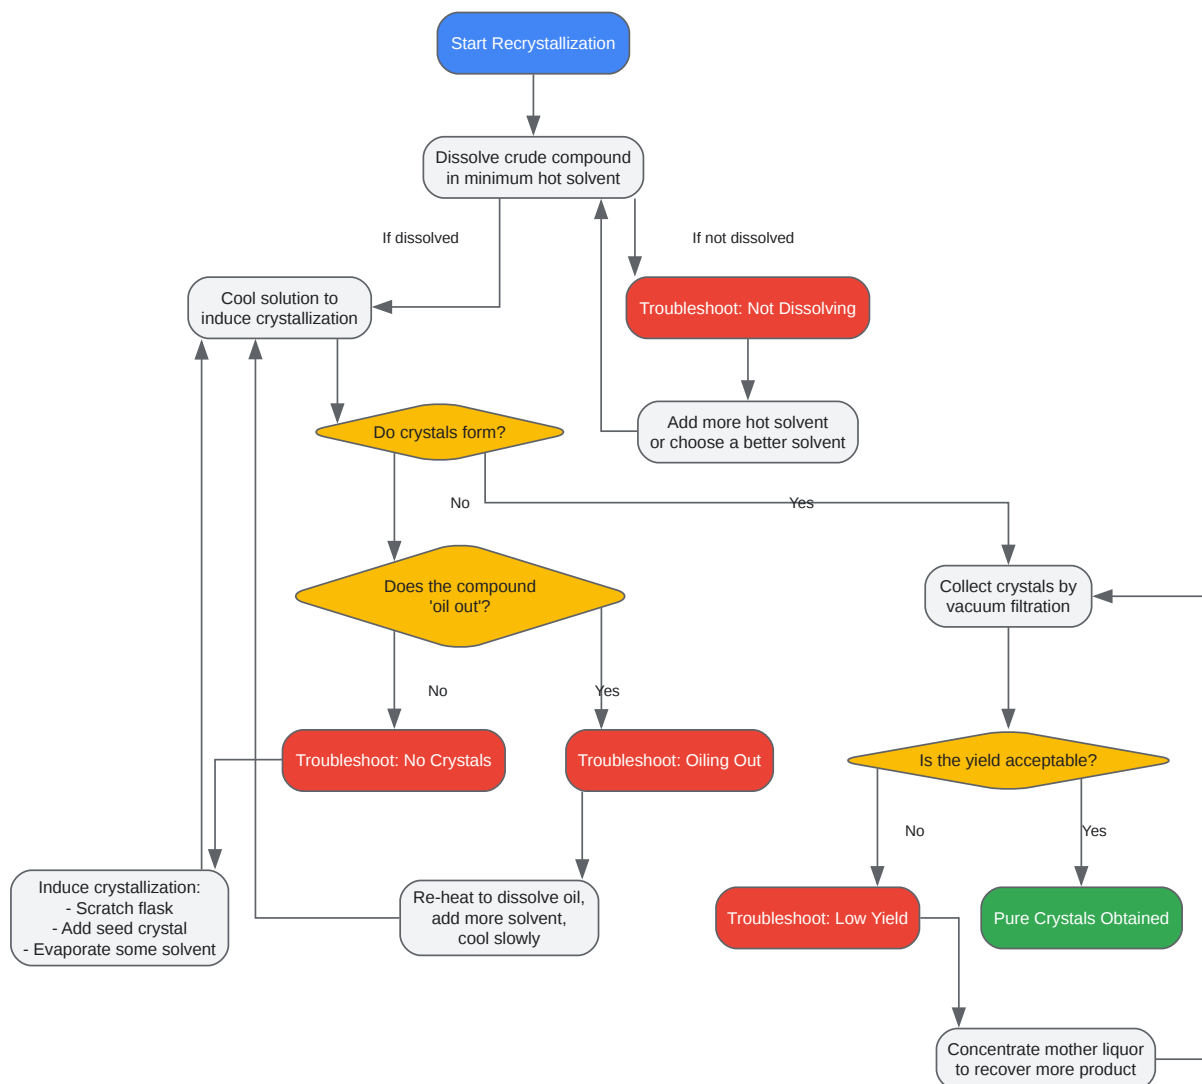 Start Recrystallization
Dissolve crude compound
in minimum hot solvent
If dissolved
If not dissolved
Cool solution to
induce crystallization
Troubleshoot: Not Dissolving
Add more hot solvent
or choose a better solvent
Do crystals form?
No
Yes
Does the compound
'oil out'?
Collect crystals by
vacuum filtration
No
Yes
Troubleshoot: No Crystals
Troubleshoot: Oiling Out
Is the yield acceptable?
No
Yes
Induce crystallization:
- Scratch flask
- Add seed crystal
- Evaporate some solvent
Re-heat to dissolve oil,
add more solvent,
cool slowly
Troubleshoot: Low Yield
Pure Crystals Obtained
Concentrate mother liquor
to recover more product